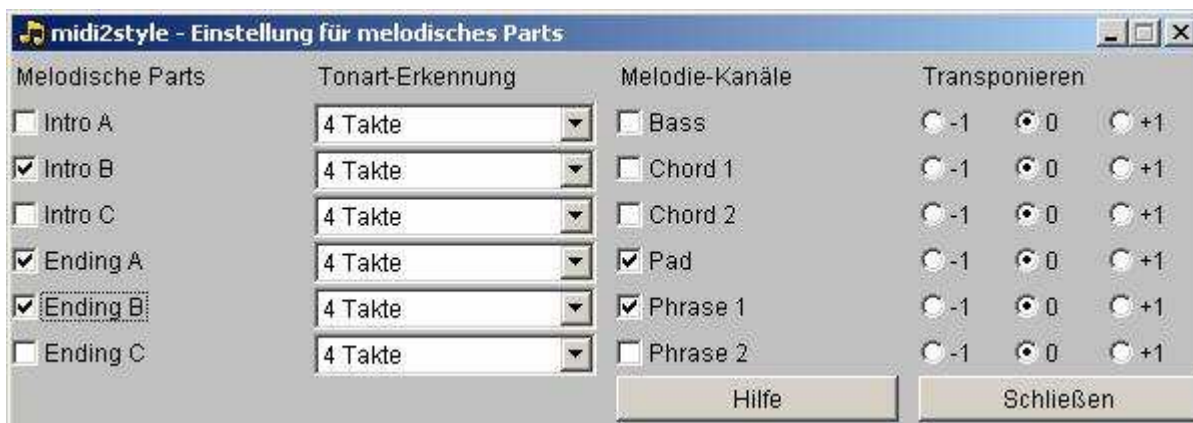 midi2style - Einstellung für melodisches Parts
Melodische Parts Tonart-Erkennung Melodie-Kanäle Transponieren
Intro A 4 Takte Bass -1 0 +1
Intro B 4 Takte Chord 1 -1 0 +1
Intro C 4 Takte Chord 2 -1 0 +1
Ending A 4 Takte Pad -1 0 +1
Ending B 4 Takte Phrase 1 -1 0 +1
Ending C 4 Takte Phrase 2 -1 0 +1
Hilfe Schließen